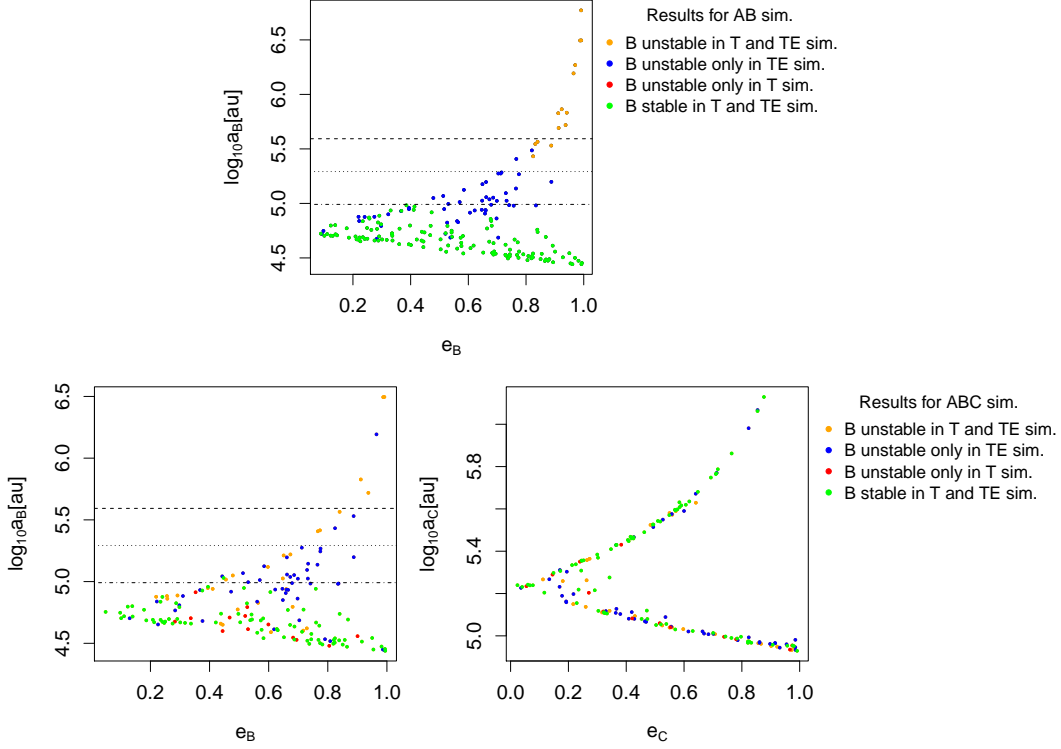 Results for AB sim.
B unstable in T and TE sim.
B unstable only in TE sim.
B unstable only in T sim.
B stable in T and TE sim.
log10aB[au]
6.5
6.0
5.5
5.0
4.5
0.2 0.4 0.6 0.8 1.0
eB
log10aB[au]
6.5
6.0
5.5
5.0
4.5
0.2 0.4 0.6 0.8 1.0
eB
log10aC[au]
5.8
5.4
5.0
0.0 0.2 0.4 0.6 0.8 1.0
eC
Results for ABC sim.
B unstable in T and TE sim.
B unstable only in TE sim.
B unstable only in T sim.
B stable in T and TE sim.